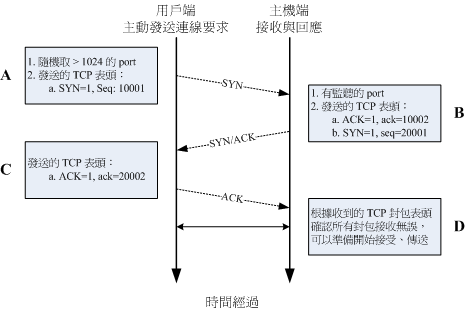 用戶端
主動發送連線要求
主機端
接收與回應
A
1. 隨機取 > 1024 的 port
2. 發送的 TCP 表頭：
a. SYN=1, Seq: 10001
SYN
1. 有監聽的 port
2. 發送的 TCP 表頭：
a. ACK=1, ack=10002
b. SYN=1, seq=20001
B
SYN/ACK
C
發送的 TCP 表頭：
a. ACK=1, ack=20002
ACK
根據收到的 TCP 封包表頭
確認所有封包接收無誤，
可以準備開始接受、傳送
D
時間經過